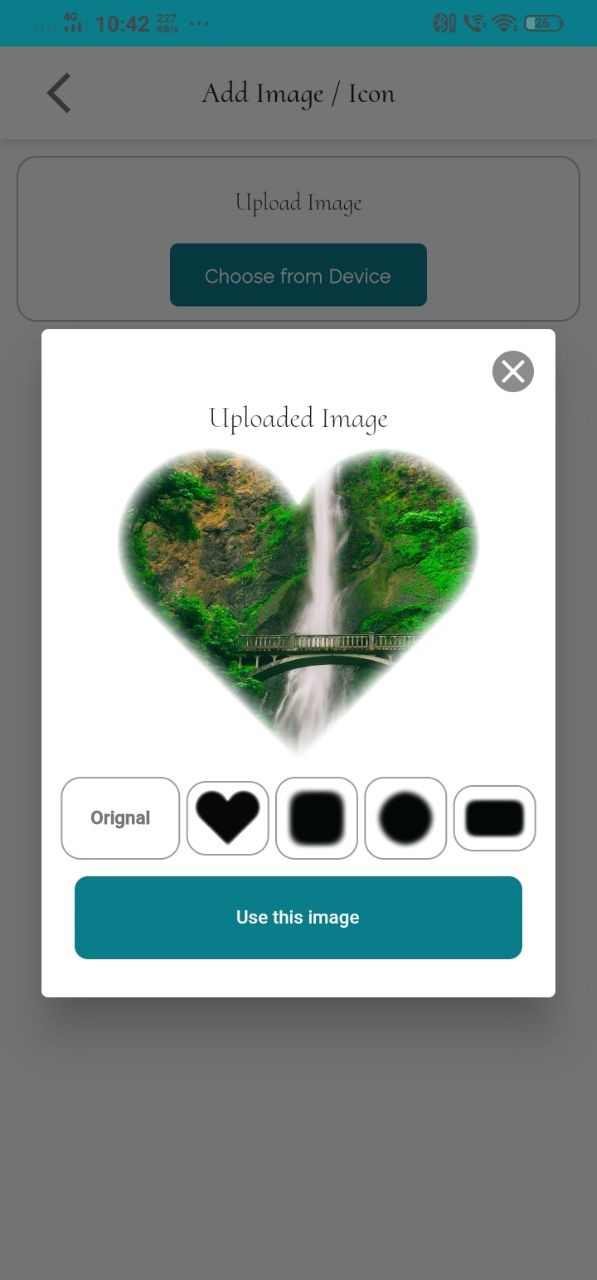 4G 10:42 227 KB/s ... 26
Add Image / Icon
Upload Image
Choose from Device
Uploaded Image
Orignal
Use this image